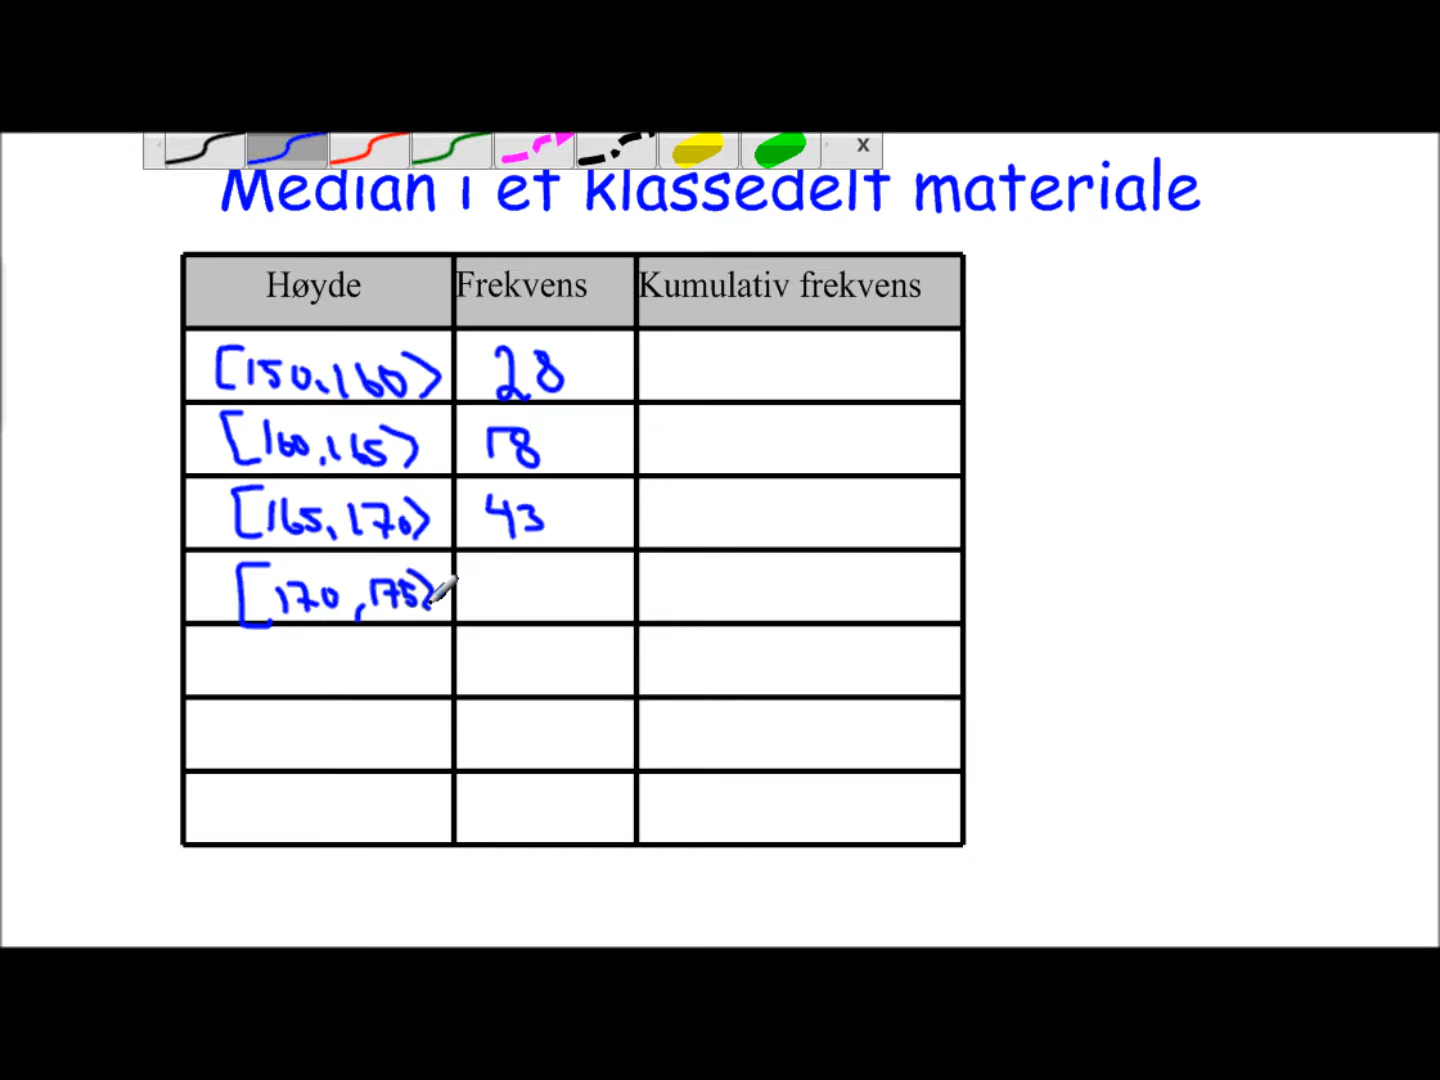 Median i et klassedelt materiale
Høyde Frekvens Kumulativ frekvens
[150,160⟩ 28
[160,165⟩ 18
[165,170⟩ 43
[170,175⟩
x